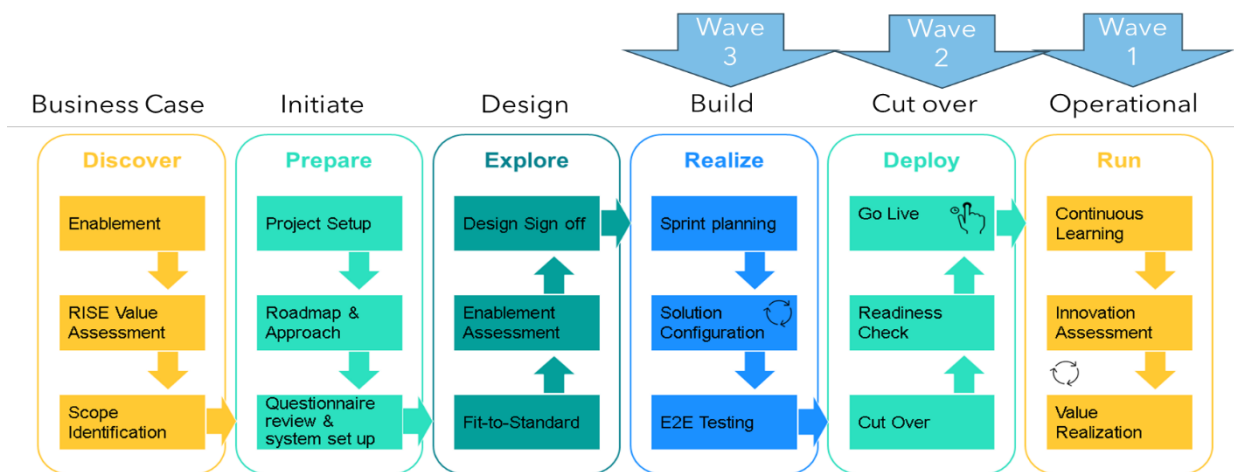 Wave
3
Wave
2
Wave
1
Business Case
Initiate
Design
Build
Cut over
Operational
Discover
Enablement
RISE Value
Assessment
Scope
Identification
Prepare
Project Setup
Roadmap &
Approach
Questionnaire
review &
system set up
Explore
Design Sign off
Enablement
Assessment
Fit-to-Standard
Realize
Sprint planning
Solution
Configuration
E2E Testing
Deploy
Go Live
Readiness
Check
Cut Over
Run
Continuous
Learning
Innovation
Assessment
Value
Realization